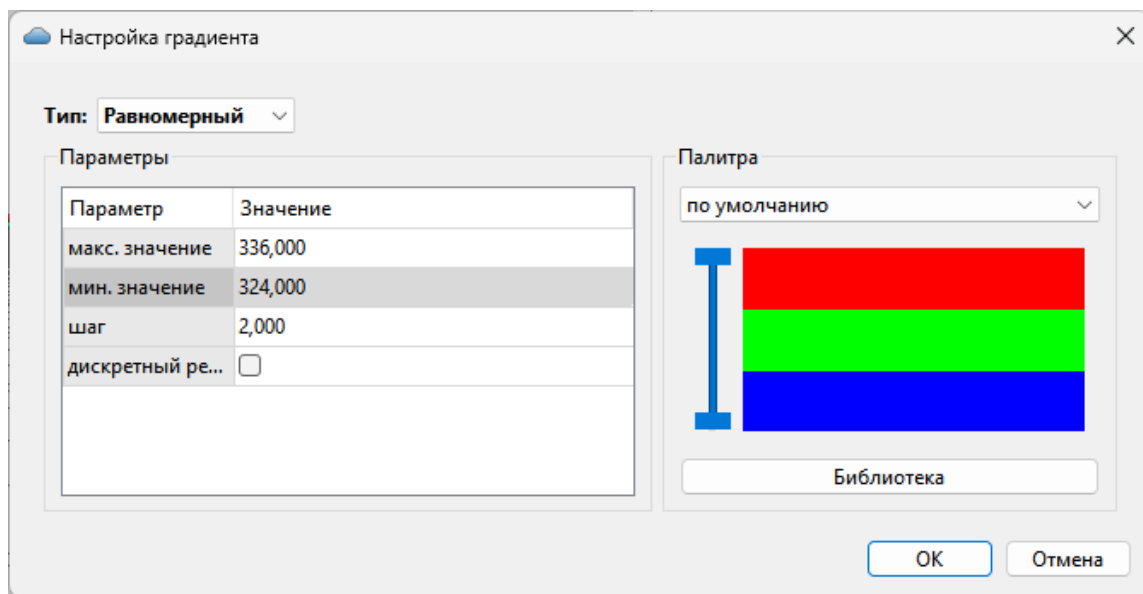 Настройка градиента
Тип: Равномерный
Параметры
Параметр Значение
макс. значение 336,000
мин. значение 324,000
шаг 2,000
дискретный ре...
Палитра
по умолчанию
Библиотека
ОК Отмена